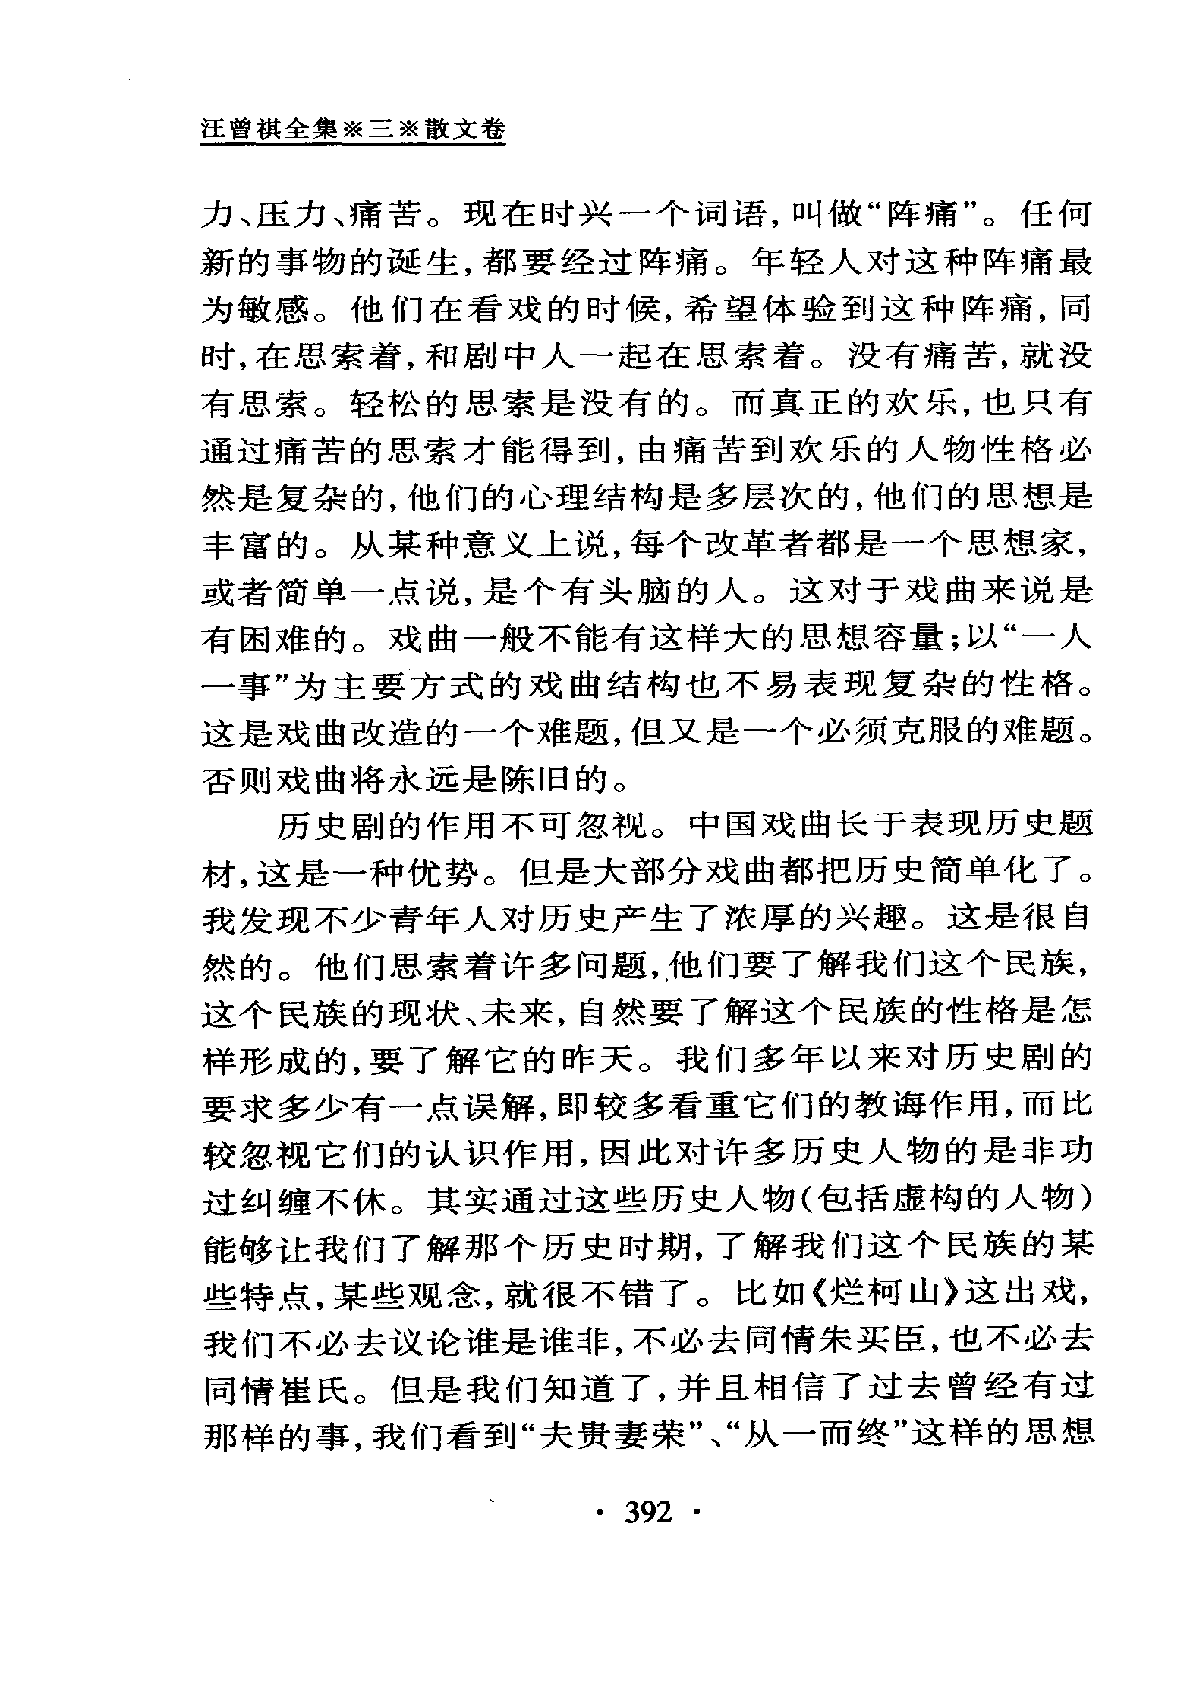 汪曾祺全集※三※散文卷
力、压力、痛苦。现在时兴一个词语,叫做“阵痛”。任何
新的事物的诞生,都要经过阵痛。年轻人对这种阵痛最
为敏感。他们在看戏的时候,希望体验到这种阵痛,同
时,在思索着,和剧中人一起在思索着。没有痛苦,就没
有思索。轻松的思索是没有的。而真正的欢乐,也只有
通过痛苦的思索才能得到,由痛苦到欢乐的人物性格必
然是复杂的,他们的心理结构是多层次的,他们的思想是
丰富的。从某种意义上说,每个改革者都是一个思想家,
或者简单一点说,是个有头脑的人。这对于戏曲来说是
有困难的。戏曲一般不能有这样大的思想容量;以“一人
一事”为主要方式的戏曲结构也不易表现复杂的性格。
这是戏曲改造的一个难题,但又是一个必须克服的难题。
否则戏曲将永远是陈旧的。
历史剧的作用不可忽视。中国戏曲长于表现历史题
材,这是一种优势。但是大部分戏曲都把历史简单化了。
我发现不少青年人对历史产生了浓厚的兴趣。这是很自
然的。他们思索着许多问题,他们要了解我们这个民族,
这个民族的现状、未来,自然要了解这个民族的性格是怎
样形成的,要了解它的昨天。我们多年以来对历史剧的
要求多少有一点误解,即较多看重它们的教诲作用,而比
较忽视它们的认识作用,因此对许多历史人物的是非功
过纠缠不休。其实通过这些历史人物(包括虚构的人物)
能够让我们了解那个历史时期,了解我们这个民族的某
些特点,某些观念,就很不错了。比如《烂柯山》这出戏,
我们不必去议论谁是谁非,不必去同情朱买臣,也不必去
同情崔氏。但是我们知道了,并且相信了过去曾经有过
那样的事,我们看到“夫贵妻荣”、“从一而终”这样的思想
· 392 ·